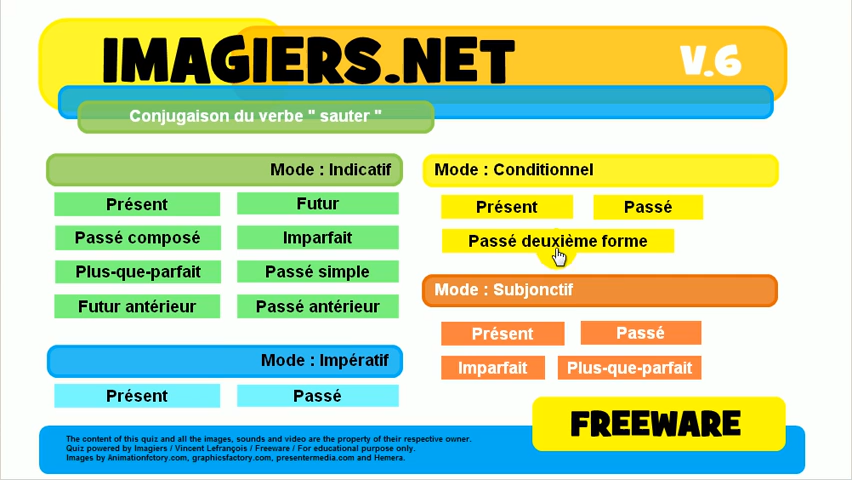 IMAGIERS.NET
V.6
Conjugaison du verbe " sauter "
Mode : Indicatif
Présent
Futur
Passé composé
Imparfait
Plus-que-parfait
Passé simple
Futur antérieur
Passé antérieur
Mode : Impératif
Présent
Passé
Mode : Conditionnel
Présent
Passé
Passé deuxième forme
Mode : Subjonctif
Présent
Passé
Imparfait
Plus-que-parfait
FREEWARE
The content of this quiz and all the images, sounds and video are the property of their respective owner.
Quiz powered by Imagiers / Vincent Lefrançois / Freeware / For educational purpose only.
Images by Animationfctory.com, graphicsfactory.com, presentermedia.com and Hemera.